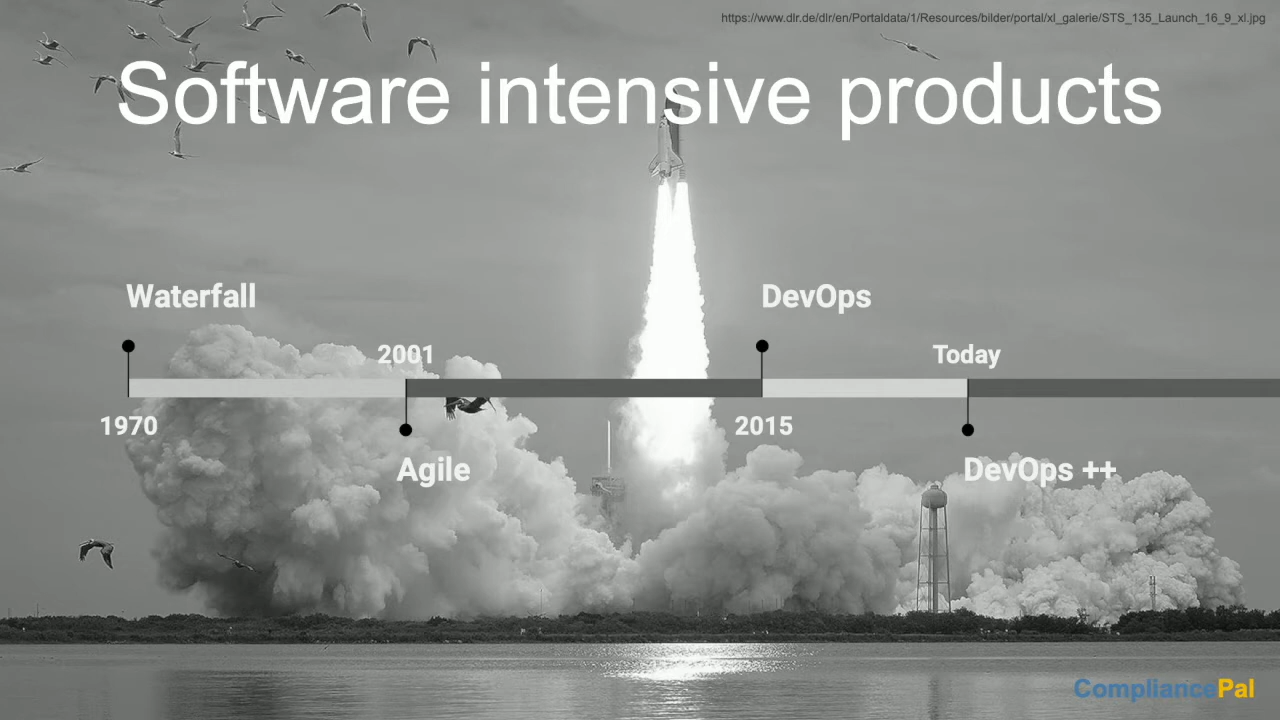 https://www.dlr.de/dlr/en/Portaldata/1/Resources/bilder/portal/xl_galerie/STS_135_Launch_16_9_xl.jpg
Software intensive products
Waterfall
DevOps
2001
Today
1970
2015
Agile
DevOps ++
CompliancePal